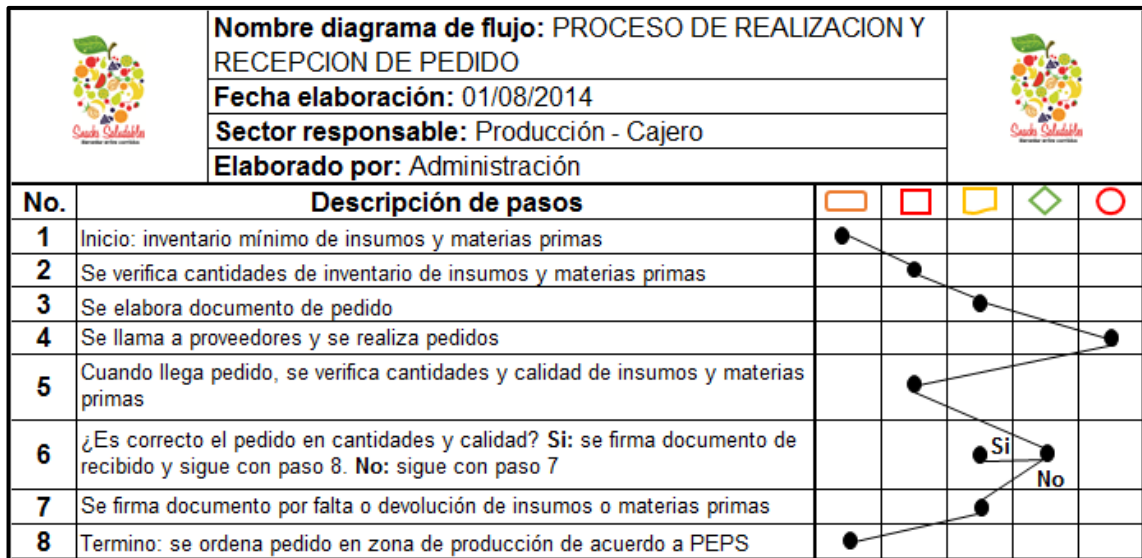 Nombre diagrama de flujo: PROCESO DE REALIZACION Y
RECEPCION DE PEDIDO
Fecha elaboración: 01/08/2014
Sector responsable: Producción - Cajero
Elaborado por: Administración
Snacks Saludables
Snacks Saludables
No. Descripción de pasos
1 Inicio: inventario mínimo de insumos y materias primas
2 Se verifica cantidades de inventario de insumos y materias primas
3 Se elabora documento de pedido
4 Se llama a proveedores y se realiza pedidos
5 Cuando llega pedido, se verifica cantidades y calidad de insumos y materias
primas
6 ¿Es correcto el pedido en cantidades y calidad? Si: se firma documento de
recibido y sigue con paso 8. No: sigue con paso 7
Si
No
7 Se firma documento por falta o devolución de insumos o materias primas
8 Termino: se ordena pedido en zona de producción de acuerdo a PEPS